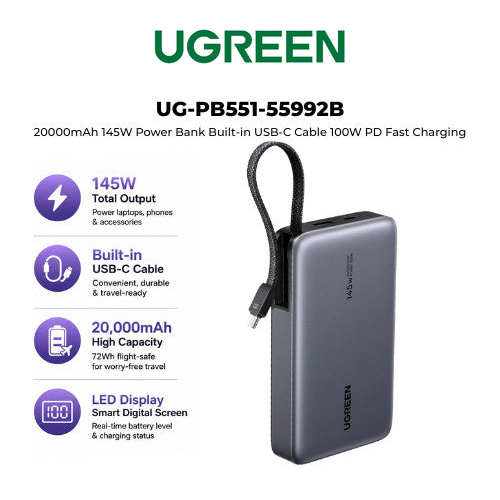 UGREEN
UG-PB551-55992B
20000mAh 145W Power Bank Built-in USB-C Cable 100W PD Fast Charging
145W
Total Output
Power laptops, phones
& accessories
Built-in
USB-C Cable
Convenient, durable
& travel-ready
20,000mAh
High Capacity
72Wh flight-safe
for worry-free travel
LED Display
Smart Digital Screen
Real-time battery level
& charging status
100
145W
UGREEN